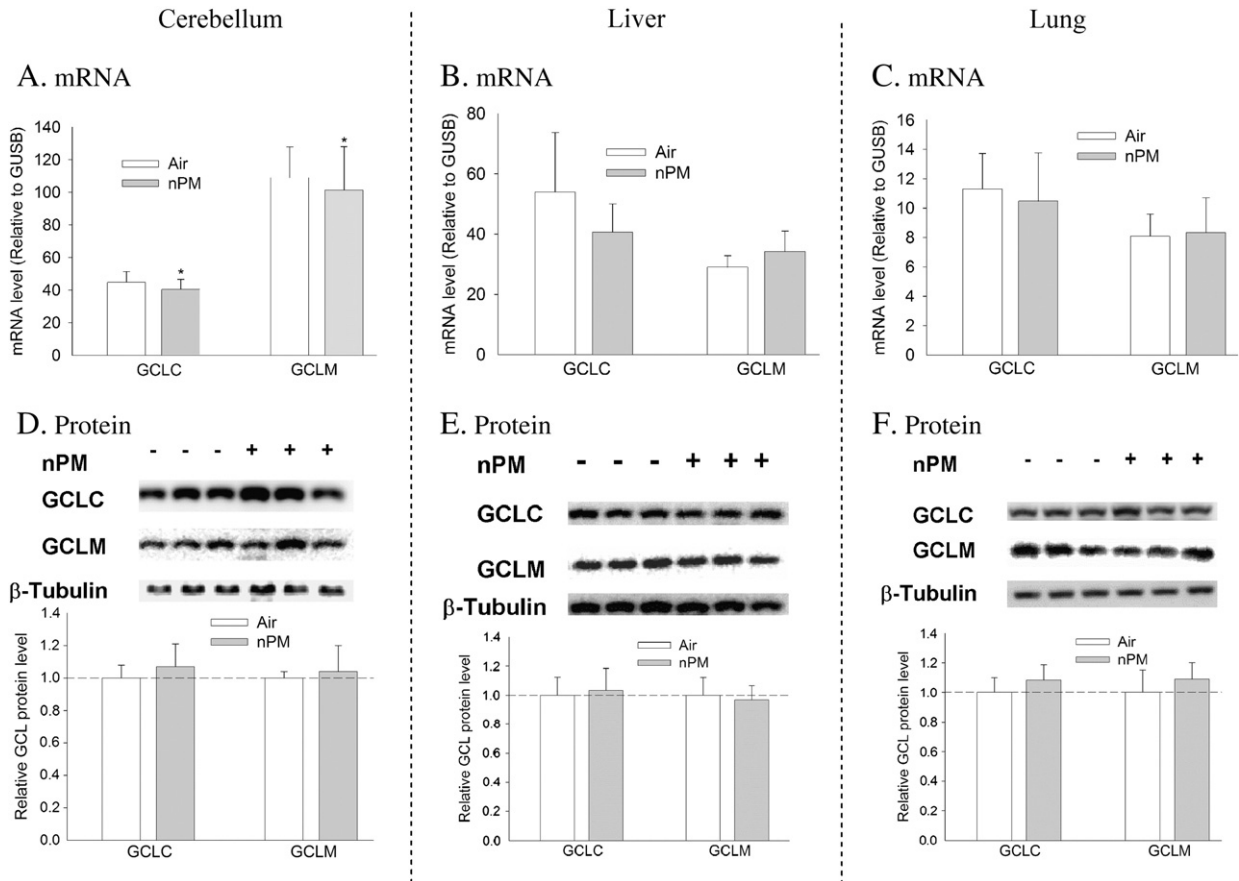 Cerebellum
Liver
Lung
A. mRNA
mRNA level (Relative to GUSB)
140
120
100
80
60
40
20
0
Air
nPM
*
*
GCLC
GCLM
B. mRNA
mRNA level (Relative to GUSB)
80
60
40
20
0
Air
nPM
GCLC
GCLM
C. mRNA
mRNA level (Relative to GUSB)
16
14
12
10
8
6
4
2
0
Air
nPM
GCLC
GCLM
D. Protein
nPM - - - + + +
GCLC
GCLM
β-Tubulin
Relative GCL protein level
1.4
1.2
1.0
0.8
0.6
0.4
0.2
0.0
Air
nPM
GCLC
GCLM
E. Protein
nPM - - - + + +
GCLC
GCLM
β-Tubulin
Relative GCL protein level
1.4
1.2
1.0
0.8
0.6
0.4
0.2
0.0
Air
nPM
GCLC
GCLM
F. Protein
nPM - - - + + +
GCLC
GCLM
β-Tubulin
Relative GCL protein level
1.4
1.2
1.0
0.8
0.6
0.4
0.2
0.0
Air
nPM
GCLC
GCLM